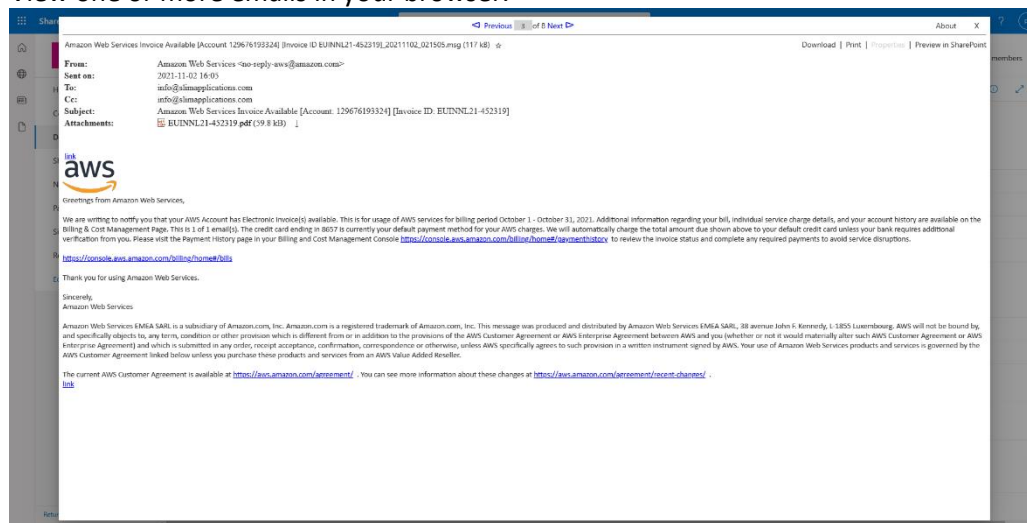 View one or more emails in your browser:
Share
Previous of 8 Next
About X
Amazon Web Services Invoice Available [Account 129676193324] [Invoice ID EUINNL21-452319]_20211102_021505.msg (117 kB)
Download | Print | Properties | Preview in SharePoint
members
From: Amazon Web Services <no-reply-aws@amazon.com>
Sent on: 2021-11-02 16:05
To: info@slimapplications.com
Cc: info@slimapplications.com
Subject: Amazon Web Services Invoice Available [Account: 129676193324] [Invoice ID: EUINNL21-452319]
Attachments: EUINNL21-452319.pdf (59.8 kB)
link
aws
Greetings from Amazon Web Services,
We are writing to notify you that your AWS Account has Electronic Invoice(s) available. This is for usage of AWS services for billing period October 1 - October 31, 2021. Additional information regarding your bill, individual service charge details, and your account history are available on the
Billing & Cost Management Page. This is 1 of 1 email(s). The credit card ending in 8657 is currently your default payment method for your AWS charges. We will automatically charge the total amount due shown above to your default credit card unless your bank requires additional
verification from you. Please visit the Payment History page in your Billing and Cost Management Console https://console.aws.amazon.com/billing/home#/paymenthistory to review the invoice status and complete any required payments to avoid service disruptions.
https://console.aws.amazon.com/billing/home#/bills
Thank you for using Amazon Web Services.
Sincerely,
Amazon Web Services
Amazon Web Services EMEA SARL is a subsidiary of Amazon.com, Inc. Amazon.com is a registered trademark of Amazon.com, Inc. This message was produced and distributed by Amazon Web Services EMEA SARL, 38 avenue John F. Kennedy, L-1855 Luxembourg. AWS will not be bound by,
and specifically objects to, any term, condition or other provision which is different from or in addition to the provisions of the AWS Customer Agreement or AWS Enterprise Agreement between AWS and you (whether or not it would materially alter such AWS Customer Agreement or AWS
Enterprise Agreement) and which is submitted in any order, receipt acceptance, confirmation, correspondence or otherwise, unless AWS specifically agrees to such provision in a written instrument signed by AWS. Your use of Amazon Web Services products and services is governed by the
AWS Customer Agreement linked below unless you purchase these products and services from an AWS Value Added Reseller.
The current AWS Customer Agreement is available at https://aws.amazon.com/agreement/ . You can see more information about these changes at https://aws.amazon.com/agreement/recent-changes/ .
link
Retur